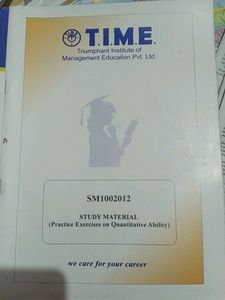 T.I.M.E.
Triumphant Institute of
Management Education Pvt. Ltd.
SM1002012
STUDY MATERIAL
(Practice Exercises on Quantitative Ability)
we care for your career